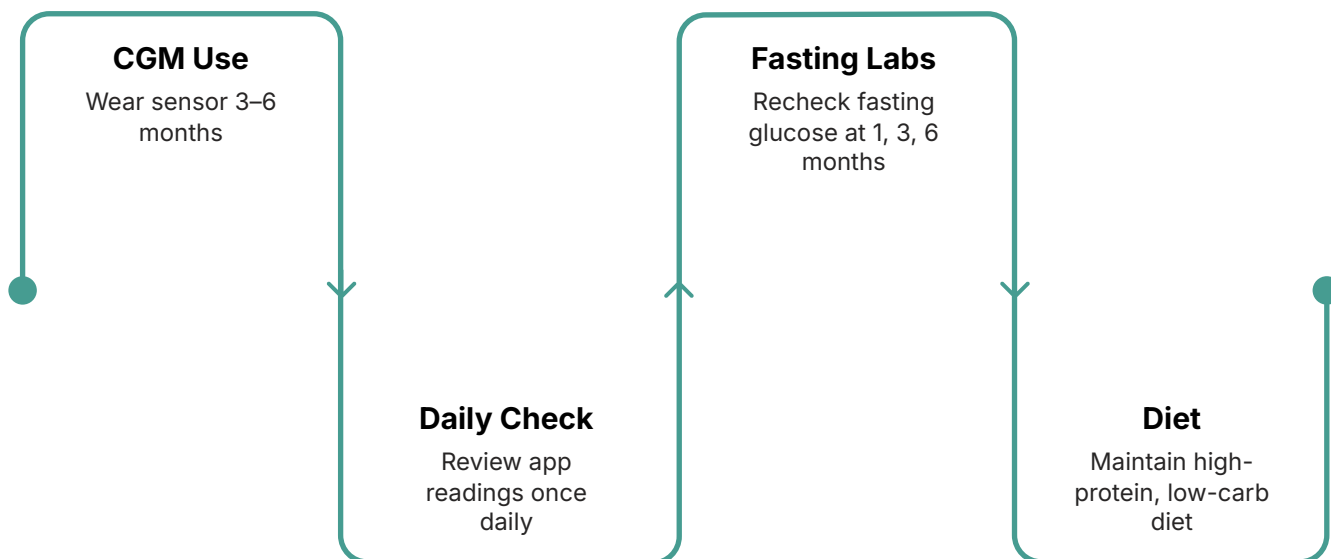 CGM Use
Wear sensor 3–6
months
Daily Check
Review app
readings once
daily
Fasting Labs
Recheck fasting
glucose at 1, 3, 6
months
Diet
Maintain high-
protein, low-carb
diet